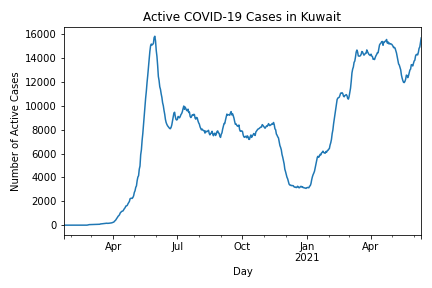 Active COVID-19 Cases in Kuwait
Number of Active Cases
16000
14000
12000
10000
8000
6000
4000
2000
0
Apr
Jul
Oct
Jan
2021
Apr
Day